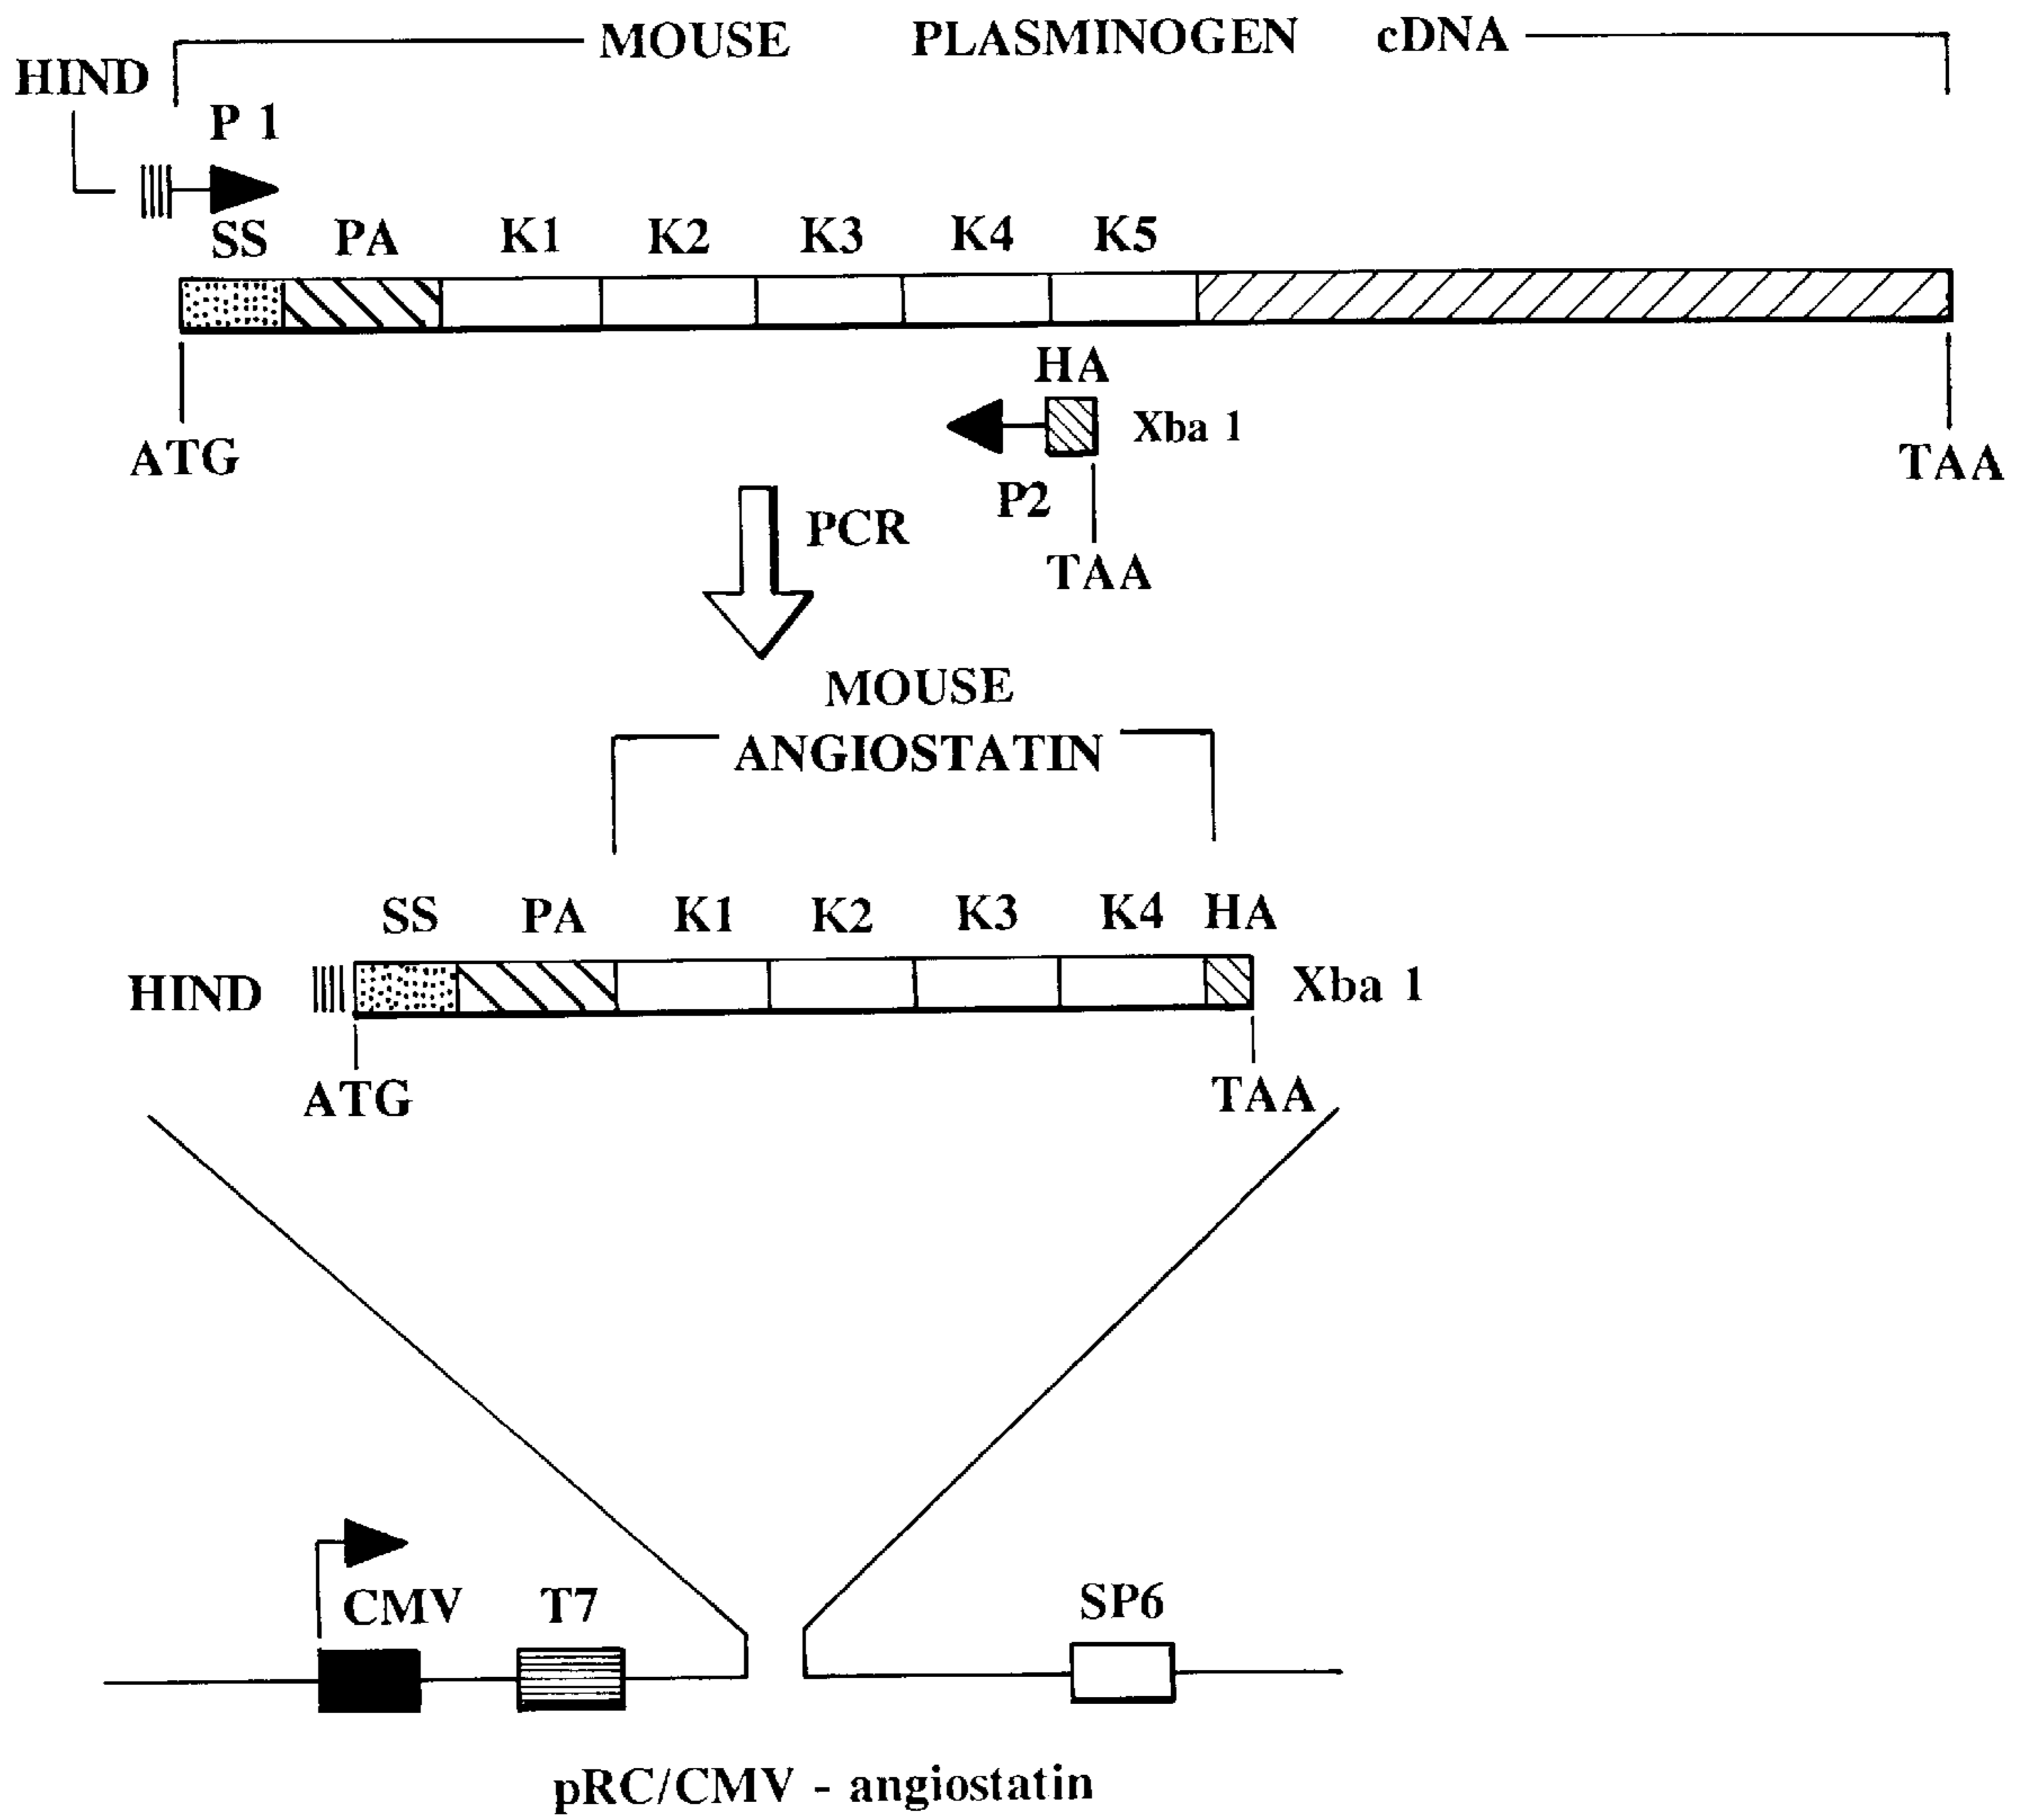 MOUSE PLASMINOGEN cDNA
HIND
P 1
SS PA K1 K2 K3 K4 K5
HA
Xba 1
ATG
TAA
P2
PCR
TAA
MOUSE
ANGIOSTATIN
SS PA K1 K2 K3 K4 HA
HIND
Xba 1
ATG
TAA
CMV T7 SP6
pRC/CMV - angiostatin